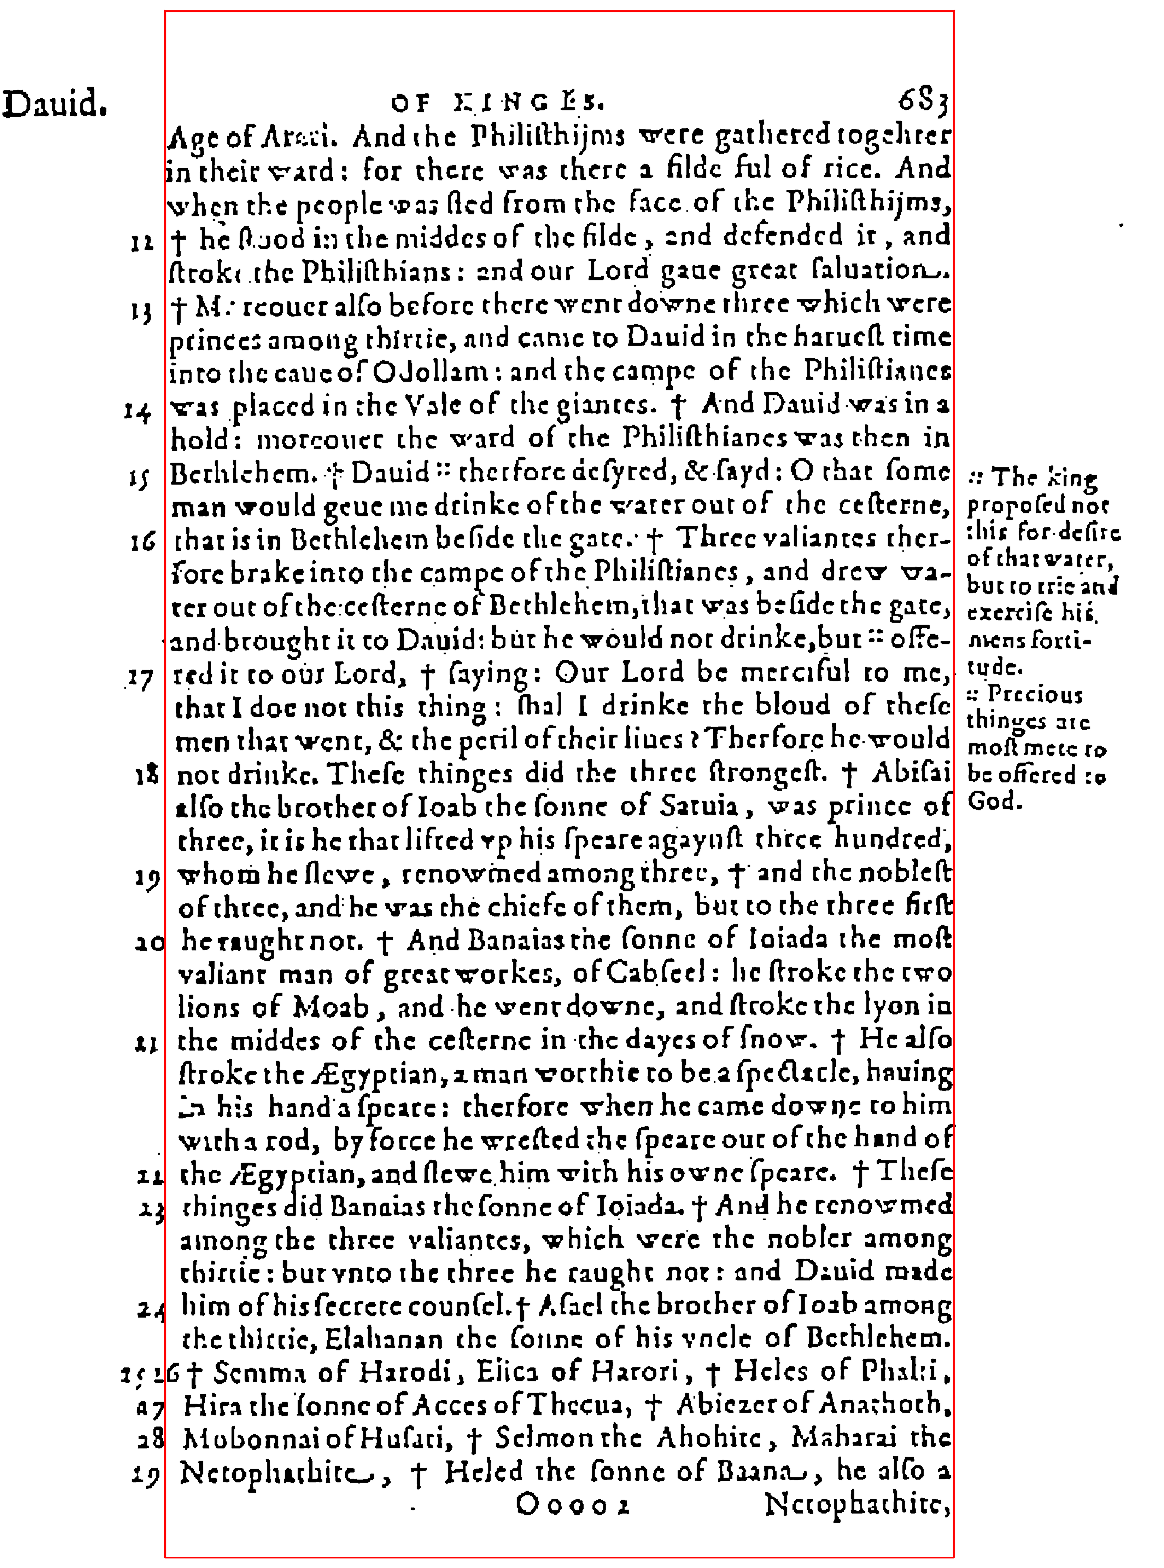 Dauid. OF KINGES. 683
Age of Arari. And the Philiſthijms were gathered togehter
in their ward: for there was there a filde ful of rice. And
when the people was fled from the face of the Philiſthijms,
12 † he ſtood in the middes of the filde, and defended it, and
ſtroke the Philiſthians: and our Lord gaue great ſaluation.
13 † Moreouer alſo before there went downe three which were
princes among thirtie, and came to Dauid in the harueſt time
into the caue of Odollam: and the campe of the Philiſtianes
14 was placed in the Vale of the giantes. † And Dauid was in a
hold: moreouer the ward of the Philiſthianes was then in
15 Bethlehem. † Dauid :: therfore deſyred, & ſayd: O that ſome
man would geue me drinke of the water out of the ceſterne,
16 that is in Bethlehem beſide the gate. † Three valiantes ther-
fore brake into the campe of the Philiſtianes, and drew wa-
ter out of the ceſterne of Bethlehem, that was beſide the gate,
and brought it to Dauid: but he would not drinke, but :: offe-
17 red it to our Lord, † ſaying: Our Lord be merciful to me,
that I doe not this thing: ſhal I drinke the bloud of theſe
men that went, & the peril of their liues? Therfore he would
18 not drinke. Theſe thinges did the three ſtrongeſt. † Abiſai
alſo the brother of Ioab the ſonne of Saruia, was prince of
three, it is he that lifted vp his ſpeare agaynſt three hundred,
19 whom he ſlewe, renowmed among three, † and the nobleſt
of three, and he was the chiefe of them, but to the three firſt
20 he raught not. † And Banaias the ſonne of Ioiada the moſt
valiant man of great workes, of Cabſeel: he ſtroke the two
lions of Moab, and he went downe, and ſtroke the lyon in
21 the middes of the ceſterne in the dayes of ſnow. † He alſo
ſtroke the Ægyptian, a man worthie to be a ſpectacle, hauing
in his hand a ſpeare: therfore when he came downe to him
with a rod, by force he wreſted the ſpeare out of the hand of
22 the Ægyptian, and ſlewe him with his owne ſpeare. † Theſe
23 thinges did Banaias the ſonne of Ioiada. † And he renowmed
among the three valiantes, which were the nobler among
thirtie: but vnto the three he raught not: and Dauid made
24 him of his ſecrete counſel. † Aſael the brother of Ioab among
the thirtie, Elahanan the ſonne of his vncle of Bethlehem.
25 26 † Semma of Harodi, Elica of Harori, † Heles of Phalti,
27 Hira the ſonne of Acces of Thecua, † Abiezer of Anathoth,
28 Mobonnai of Huſati, † Selmon the Ahohite, Maharai the
29 Netophathite, † Heled the ſonne of Baana, he alſo a
Oooo2 Netophathite,
:: The king
propoſed not
this for deſire
of that water,
but to trie and
exerciſe his
mens forti-
tude.
:: Precious
thinges are
moſt mete to
be offered to
God.